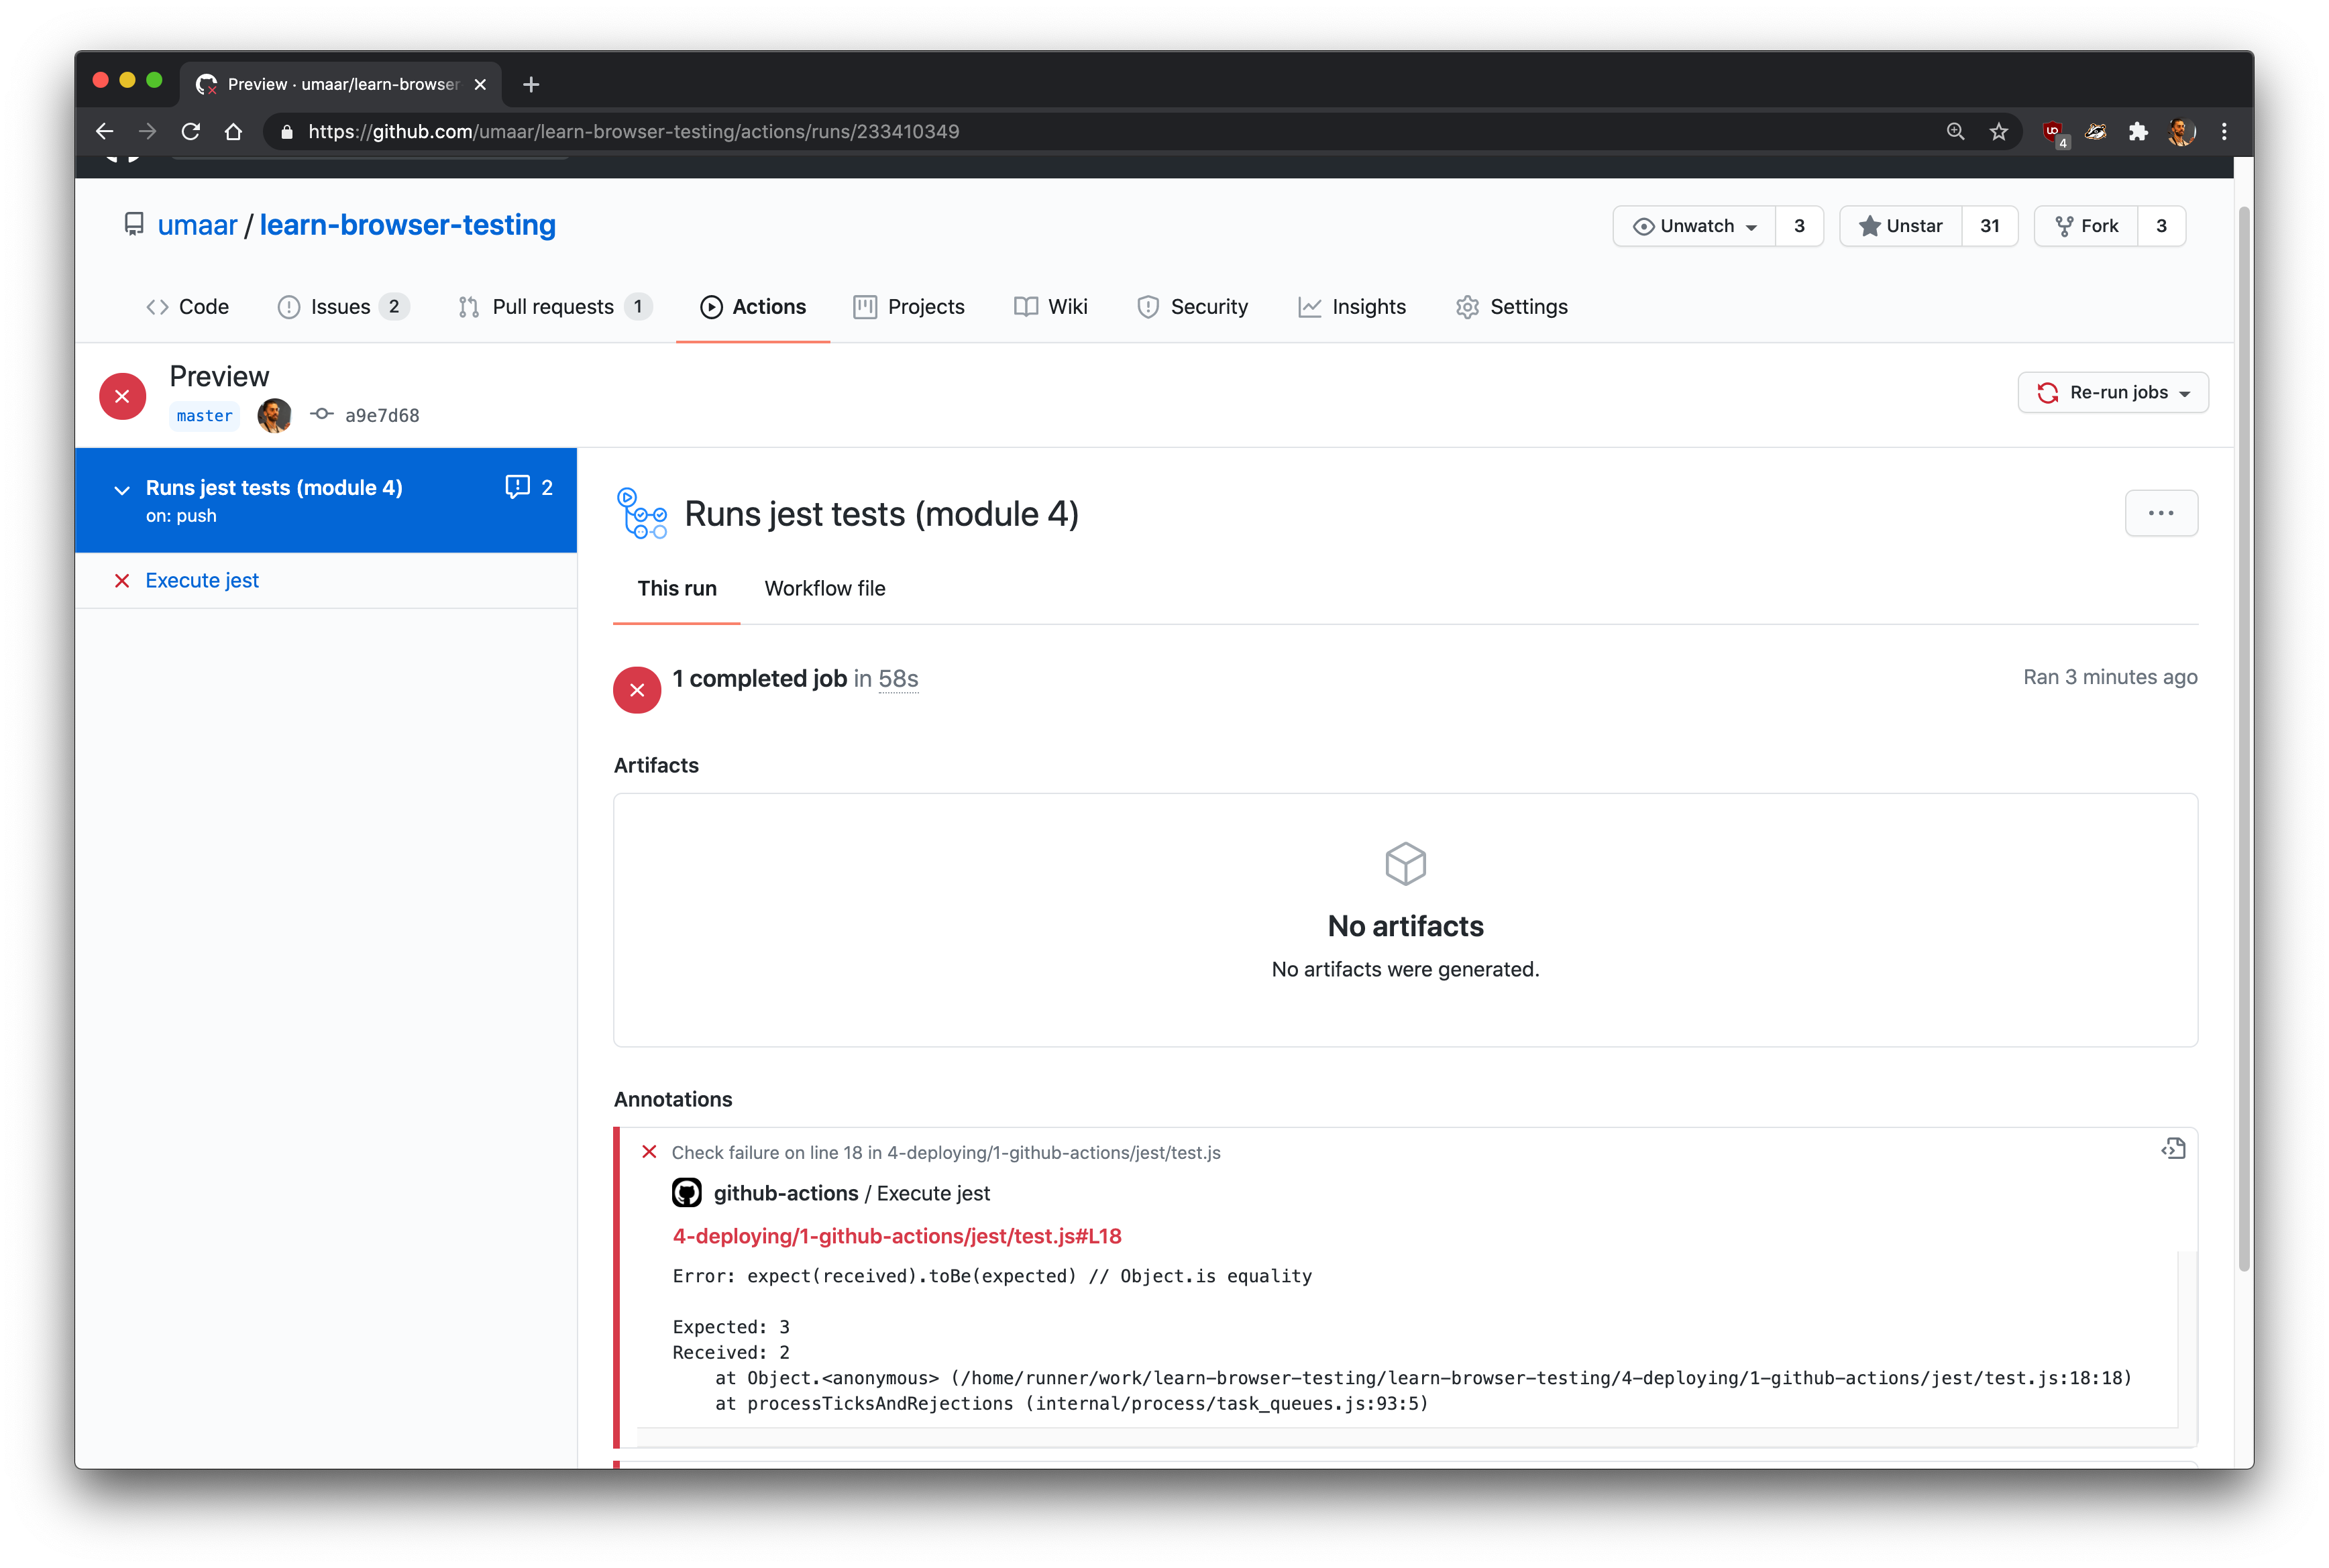 Preview · umaar/learn-browser
https://github.com/umaar/learn-browser-testing/actions/runs/233410349
4
umaar / learn-browser-testing
Unwatch 3
Unstar 31
Fork 3
Code
Issues 2
Pull requests 1
Actions
Projects
Wiki
Security
Insights
Settings
Preview
master a9e7d68
Re-run jobs
Runs jest tests (module 4) 2
on: push
Execute jest
Runs jest tests (module 4)
This run
Workflow file
1 completed job in 58s
Ran 3 minutes ago
Artifacts
No artifacts
No artifacts were generated.
Annotations
Check failure on line 18 in 4-deploying/1-github-actions/jest/test.js
github-actions / Execute jest
4-deploying/1-github-actions/jest/test.js#L18
Error: expect(received).toBe(expected) // Object.is equality
Expected: 3
Received: 2
at Object.<anonymous> (/home/runner/work/learn-browser-testing/learn-browser-testing/4-deploying/1-github-actions/jest/test.js:18:18)
at processTicksAndRejections (internal/process/task_queues.js:93:5)